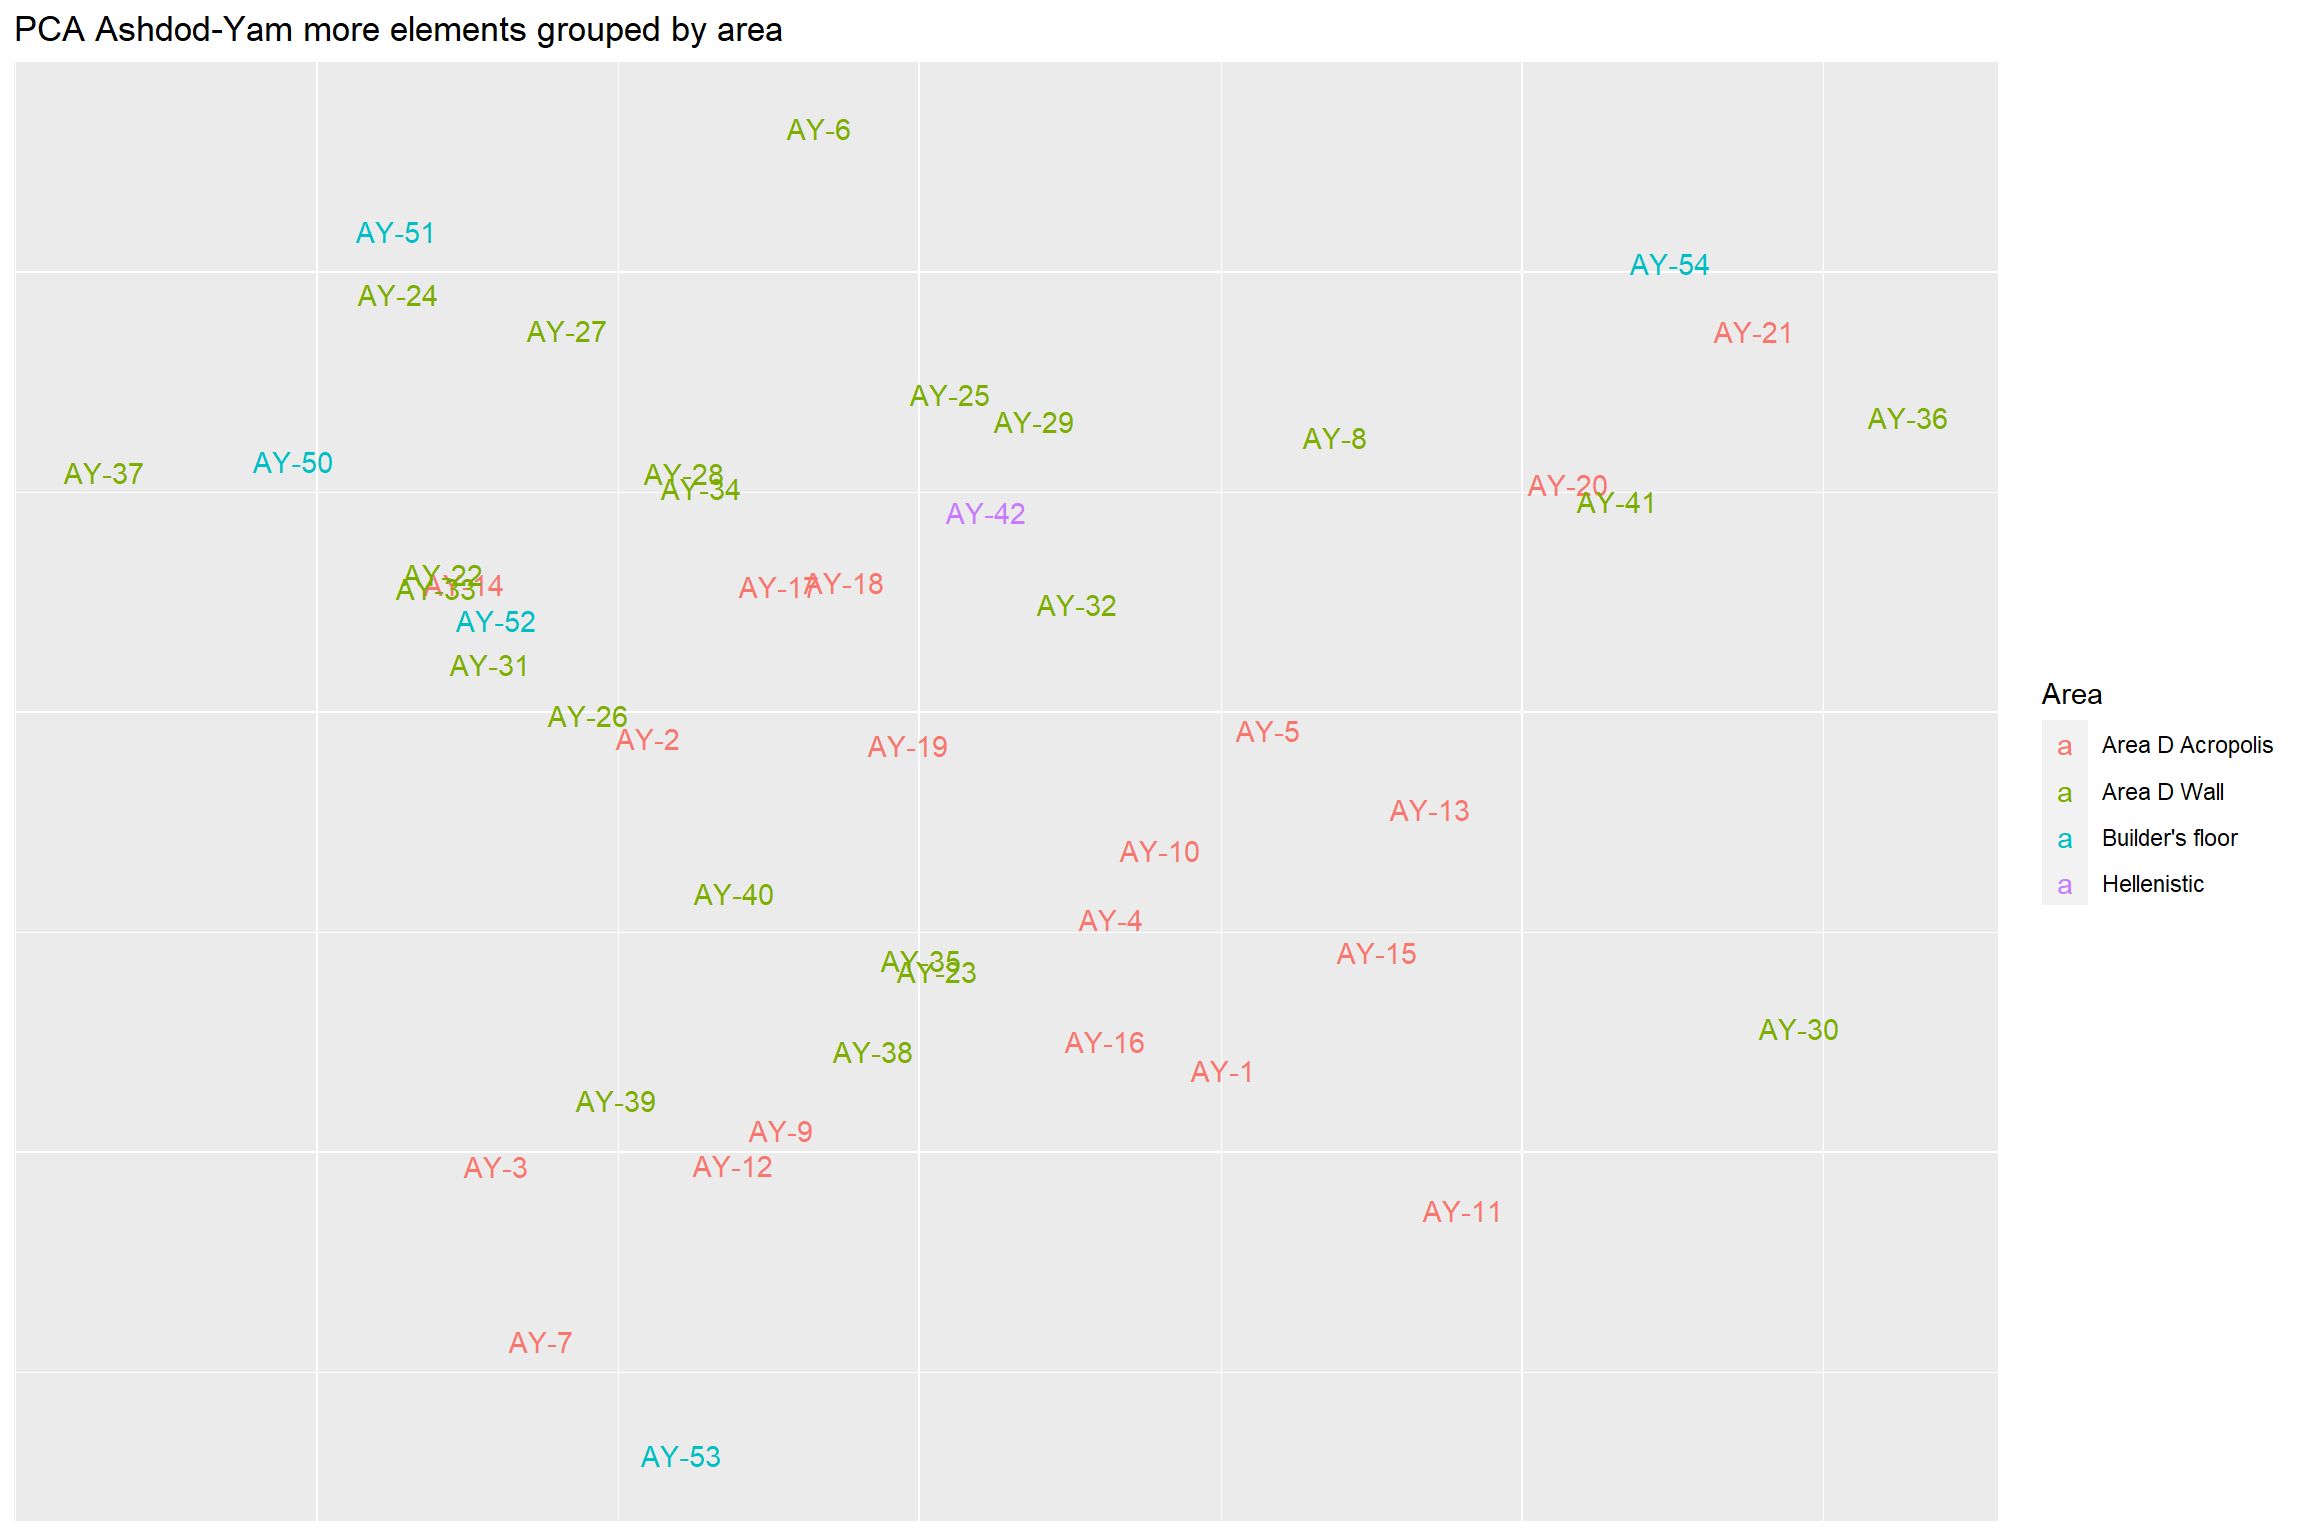 PCA Ashdod-Yam more elements grouped by area
AY-6
AY-51
AY-54
AY-24
AY-27
AY-21
AY-25
AY-29
AY-36
AY-8
AY-50
AY-37
AY-28
AY-34
AY-20
AY-41
AY-42
AY-22
AY-14
AY-33
AY-17
AY-18
AY-32
AY-52
AY-31
AY-26
AY-2
AY-19
AY-5
AY-13
AY-10
AY-40
AY-4
AY-15
AY-35
AY-23
AY-30
AY-16
AY-38
AY-1
AY-39
AY-9
AY-3
AY-12
AY-11
AY-7
AY-53
Area
a Area D Acropolis
a Area D Wall
a Builder's floor
a Hellenistic